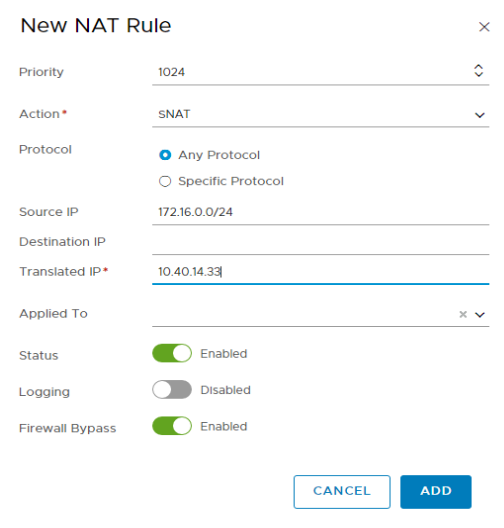 New NAT Rule
Priority 1024
Action* SNAT
Protocol Any Protocol
Specific Protocol
Source IP 172.16.0.0/24
Destination IP
Translated IP* 10.40.14.33
Applied To
Status Enabled
Logging Disabled
Firewall Bypass Enabled
CANCEL ADD